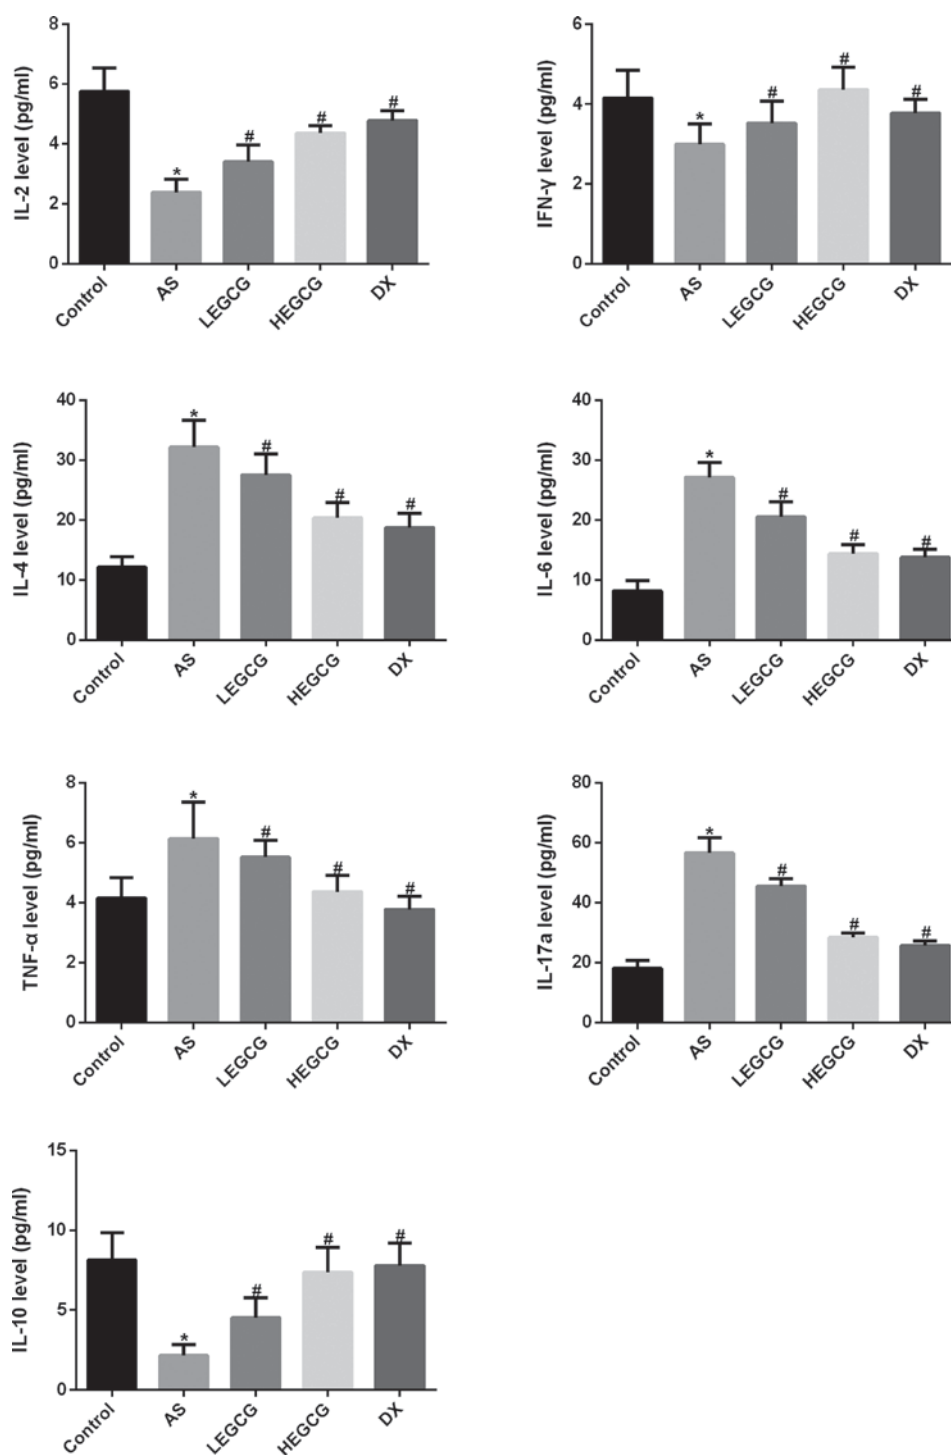 IL-2 level (pg/ml)
8
6
4
2
0
*
#
#
#
Control
AS
LEGCG
HEGCG
DX
IFN-γ level (pg/ml)
6
4
2
0
*
#
#
#
Control
AS
LEGCG
HEGCG
DX
IL-4 level (pg/ml)
40
30
20
10
0
*
#
#
#
Control
AS
LEGCG
HEGCG
DX
IL-6 level (pg/ml)
40
30
20
10
0
*
#
#
#
Control
AS
LEGCG
HEGCG
DX
TNF-α level (pg/ml)
8
6
4
2
0
*
#
#
#
Control
AS
LEGCG
HEGCG
DX
IL-17a level (pg/ml)
80
60
40
20
0
*
#
#
#
Control
AS
LEGCG
HEGCG
DX
IL-10 level (pg/ml)
15
10
5
0
*
#
#
#
Control
AS
LEGCG
HEGCG
DX